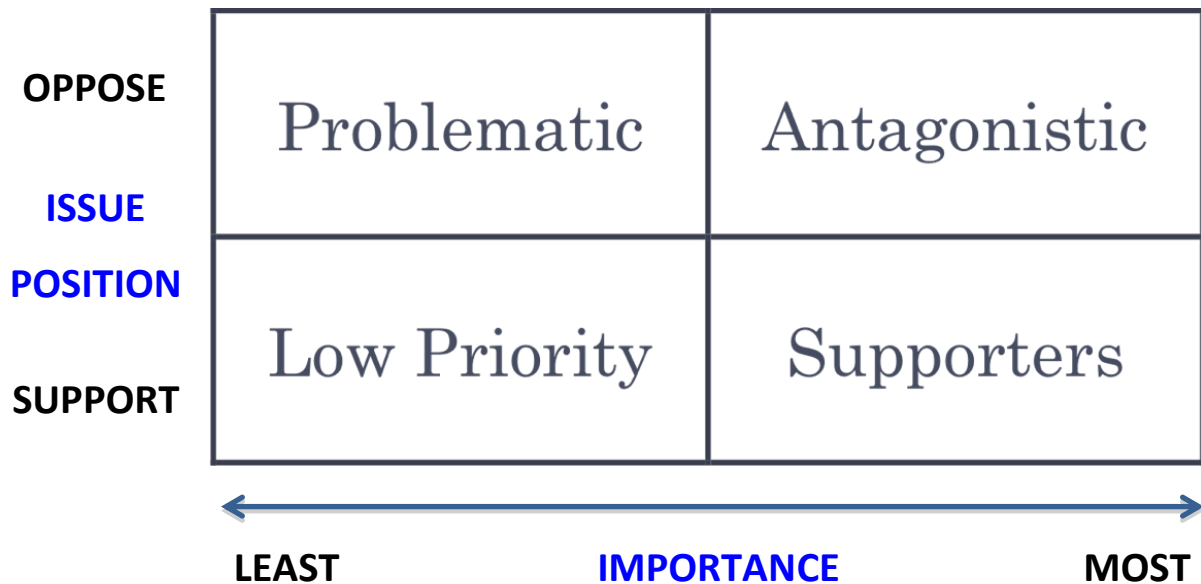 OPPOSE
Problematic
Antagonistic
ISSUE
POSITION
Low Priority
Supporters
SUPPORT
LEAST
IMPORTANCE
MOST